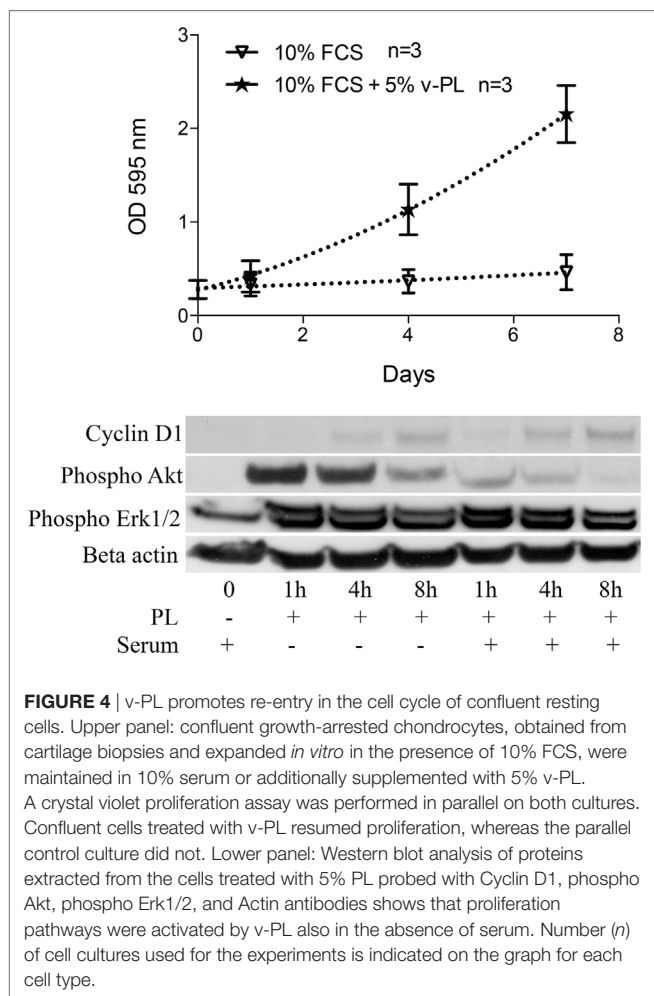 3
2
1
0
0 2 4 6 8
OD 595 nm
Days
10% FCS n=3
10% FCS + 5% v-PL n=3
Cyclin D1
Phospho Akt
Phospho Erk1/2
Beta actin
0 1h 4h 8h 1h 4h 8h
PL - + + + + + +
Serum + - - - + + +
FIGURE 4 | v-PL promotes re-entry in the cell cycle of confluent resting
cells. Upper panel: confluent growth-arrested chondrocytes, obtained from
cartilage biopsies and expanded in vitro in the presence of 10% FCS, were
maintained in 10% serum or additionally supplemented with 5% v-PL.
A crystal violet proliferation assay was performed in parallel on both cultures.
Confluent cells treated with v-PL resumed proliferation, whereas the parallel
control culture did not. Lower panel: Western blot analysis of proteins
extracted from the cells treated with 5% PL probed with Cyclin D1, phospho
Akt, phospho Erk1/2, and Actin antibodies shows that proliferation
pathways were activated by v-PL also in the absence of serum. Number (n)
of cell cultures used for the experiments is indicated on the graph for each
cell type.